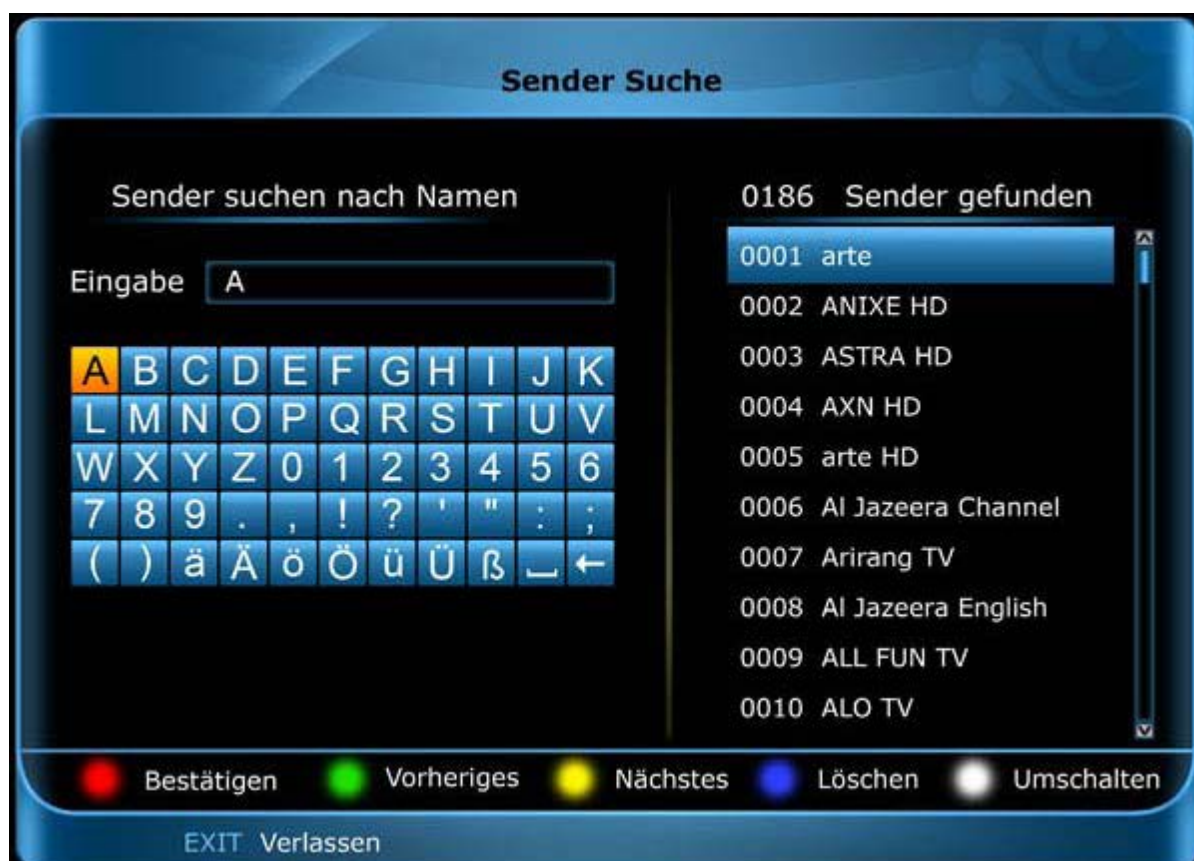 Sender Suche
Sender suchen nach Namen
Eingabe A
A B C D E F G H I J K
L M N O P Q R S T U V
W X Y Z 0 1 2 3 4 5 6
7 8 9 . , ! ? ' " : ;
( ) ä Ä ö Ö ü Ü ß ⎵ ←
0186 Sender gefunden
0001 arte
0002 ANIXE HD
0003 ASTRA HD
0004 AXN HD
0005 arte HD
0006 Al Jazeera Channel
0007 Arirang TV
0008 Al Jazeera English
0009 ALL FUN TV
0010 ALO TV
Bestätigen Vorheriges Nächstes Löschen Umschalten
EXIT Verlassen